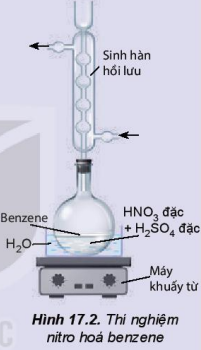 Sinh hàn
hồi lưu
Benzene
H₂O
HNO₃ đặc
+ H₂SO₄ đặc
Máy
khuấy từ
Hình 17.2. Thí nghiệm
nitro hoá benzene